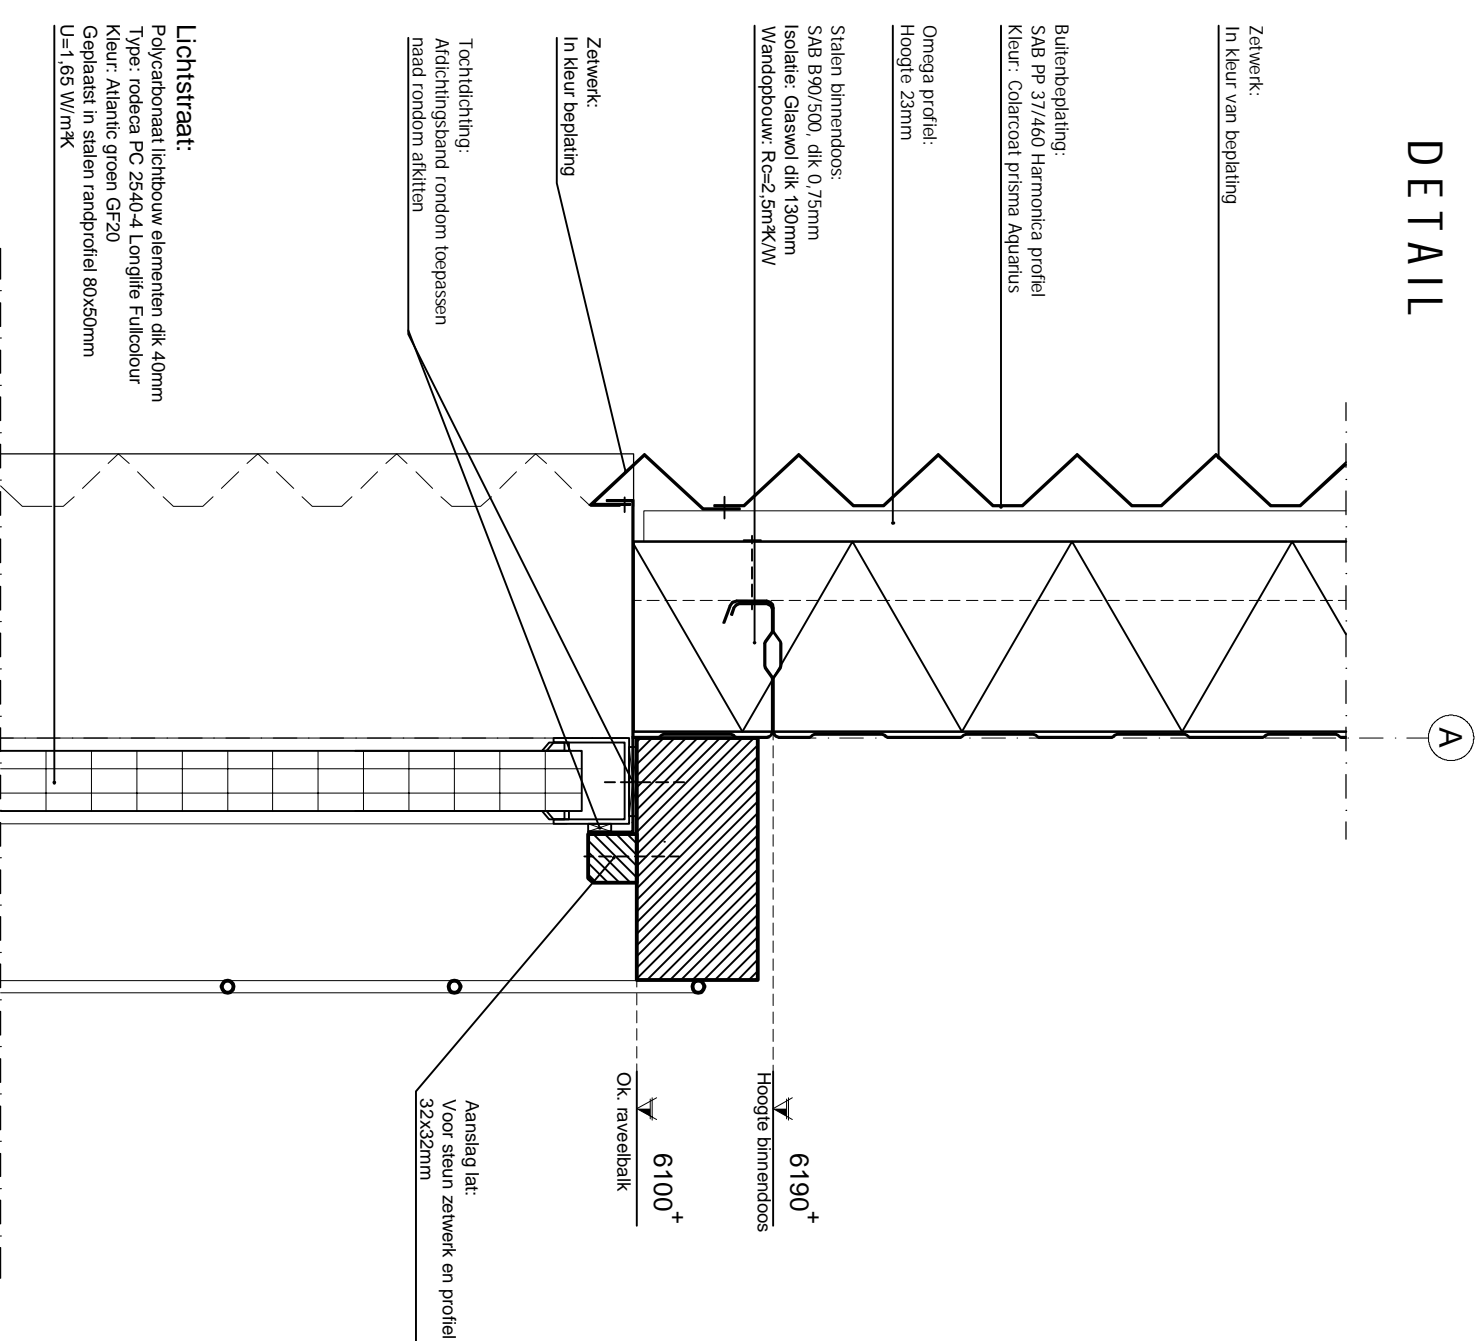 DETAIL
A
Zetwerk:
In kleur van beplating
Buitenbeplating:
SAB PP 37/460 Harmonica profiel
Kleur: Colarcoat prisma Aquarius
Omega profiel:
Hoogte 23mm
Stalen binnendoos:
SAB B90/500, dik 0,75mm
Isolatie: Glaswol dik 130mm
Wandopbouw: Rc=2,5m²K/W
Zetwerk:
In kleur beplating
Tochtdichting:
Afdichtingsband rondom toepassen
naad rondom afkitten
Lichtstraat:
Polycarbonaat lichtbouw elementen dik 40mm
Type: rodeca PC 2540-4 Longlife Fullcolour
Kleur: Atlantic groen GF20
Geplaatst in stalen randprofiel 80x50mm
U=1,65 W/m²K
6190+
Hoogte binnendoos
6100+
Ok. raveelbalk
Aanslag lat:
Voor steun zetwerk en profiel
32x32mm